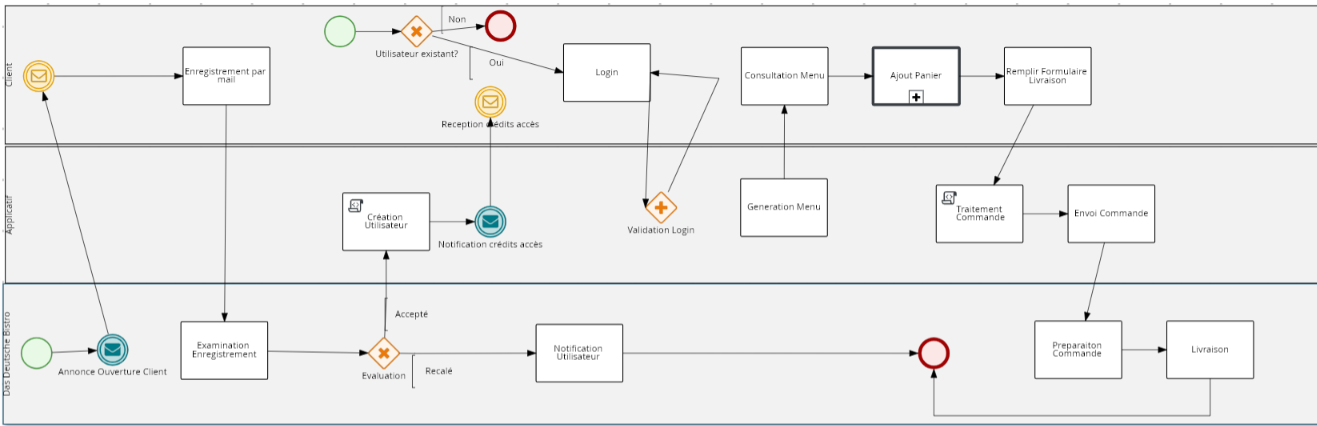 Client
Non
Utilisateur existant?
Oui
Enregistrement par
mail
Login
Consultation Menu
Ajout Panier
Remplir Formulaire
Livraison
Reception crédits accès
Applicatif
Création
Utilisateur
Notification crédits accès
Validation Login
Generation Menu
Traitement
Commande
Envoi Commande
Das Deutsche Bistro
Annonce Ouverture Client
Examination
Enregistrement
Accepté
Evaluation
Recalé
Notification
Utilisateur
Preparaiton
Commande
Livraison